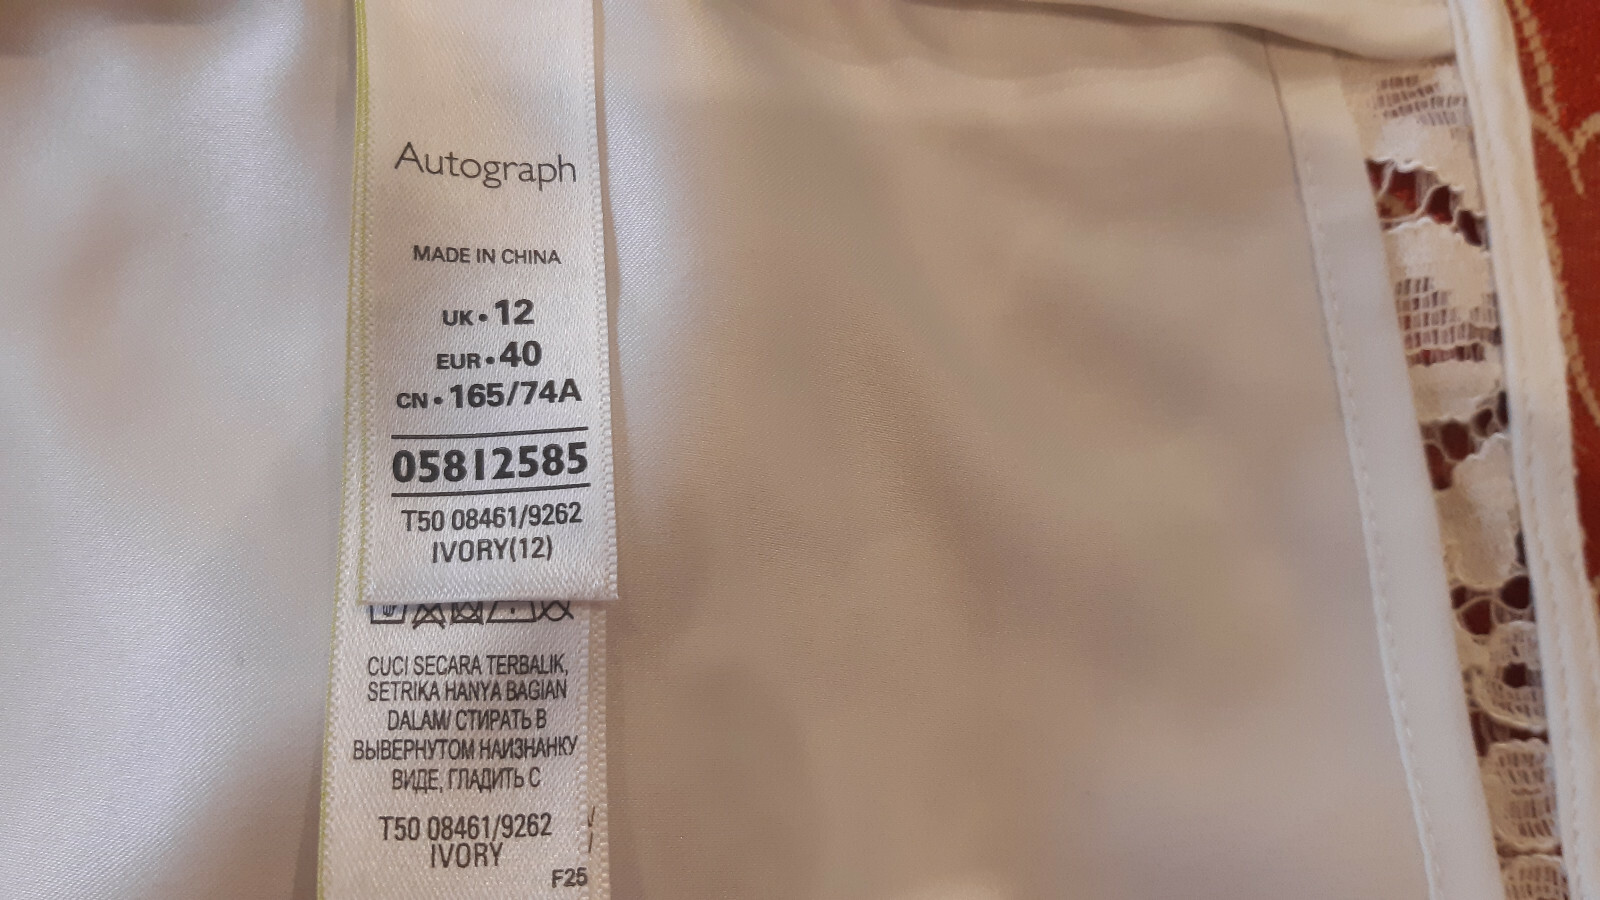 Autograph
MADE IN CHINA
UK • 12
EUR • 40
CN • 165/74A
05812585
T50 08461/9262
IVORY(12)
CUCI SECARA TERBALIK,
SETRIKA HANYA BAGIAN
DALAM/ СТИРАТЬ В
ВЫВЕРНУТОМ НАИЗНАНКУ
ВИДЕ, ГЛАДИТЬ С
T50 08461/9262
IVORY
F25